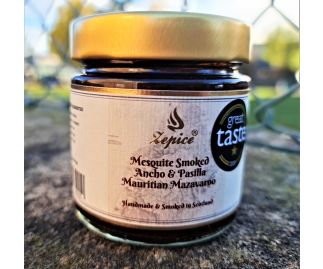 Zepice®
Mesquite Smoked
Ancho & Pasilla
Mauritian Mazavaroo
Handmade & Smoked in Scotland
great
taste